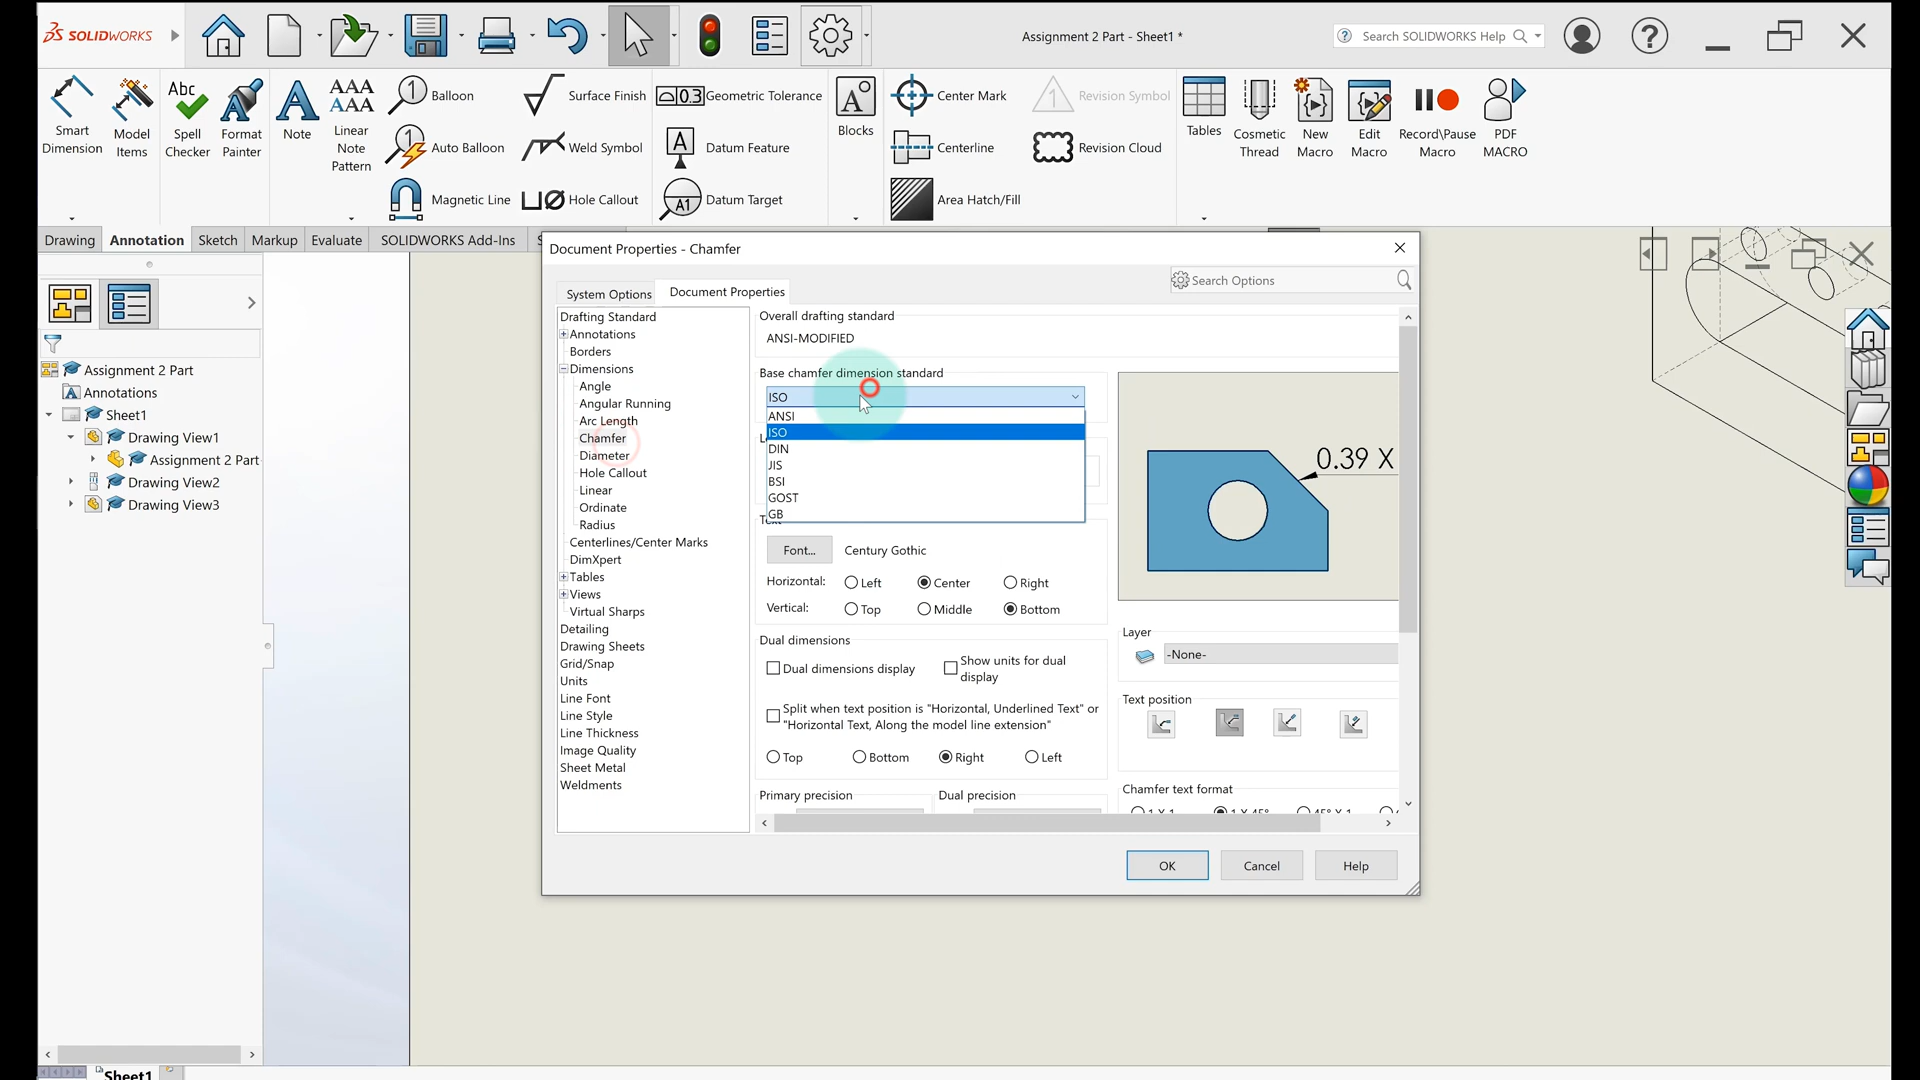 SOLIDWORKS
Assignment 2 Part - Sheet1 *
Search SOLIDWORKS Help
Smart Dimension
Model Items
Abc
Spell Checker
Format Painter
Note
AAA
AAA
Linear Note Pattern
1 Balloon
1 Auto Balloon
Magnetic Line
Surface Finish
Weld Symbol
Hole Callout
0.3 Geometric Tolerance
A Datum Feature
A1 Datum Target
Blocks
Center Mark
Centerline
Area Hatch/Fill
Revision Symbol
Revision Cloud
Tables
Cosmetic Thread
New Macro
Edit Macro
Record\Pause Macro
PDF MACRO
Drawing
Annotation
Sketch
Markup
Evaluate
SOLIDWORKS Add-Ins
S
Assignment 2 Part
Annotations
Sheet1
Drawing View1
Assignment 2 Part
Drawing View2
Drawing View3
Sheet1
Document Properties - Chamfer
System Options
Document Properties
Search Options
Drafting Standard
Annotations
Borders
Dimensions
Angle
Angular Running
Arc Length
Chamfer
Diameter
Hole Callout
Linear
Ordinate
Radius
Centerlines/Center Marks
DimXpert
Tables
Views
Virtual Sharps
Detailing
Drawing Sheets
Grid/Snap
Units
Line Font
Line Style
Line Thickness
Image Quality
Sheet Metal
Weldments
Overall drafting standard
ANSI-MODIFIED
Base chamfer dimension standard
ISO
ANSI
ISO
DIN
JIS
BSI
GOST
GB
Font...
Century Gothic
Horizontal:
Left
Center
Right
Vertical:
Top
Middle
Bottom
Dual dimensions
Dual dimensions display
Show units for dual
display
Split when text position is "Horizontal, Underlined Text" or
"Horizontal Text, Along the model line extension"
Top
Bottom
Right
Left
Primary precision
Dual precision
0.39 X
Layer
-None-
Text position
Chamfer text format
1 X 1
1 X 45°
45° X 1
OK
Cancel
Help